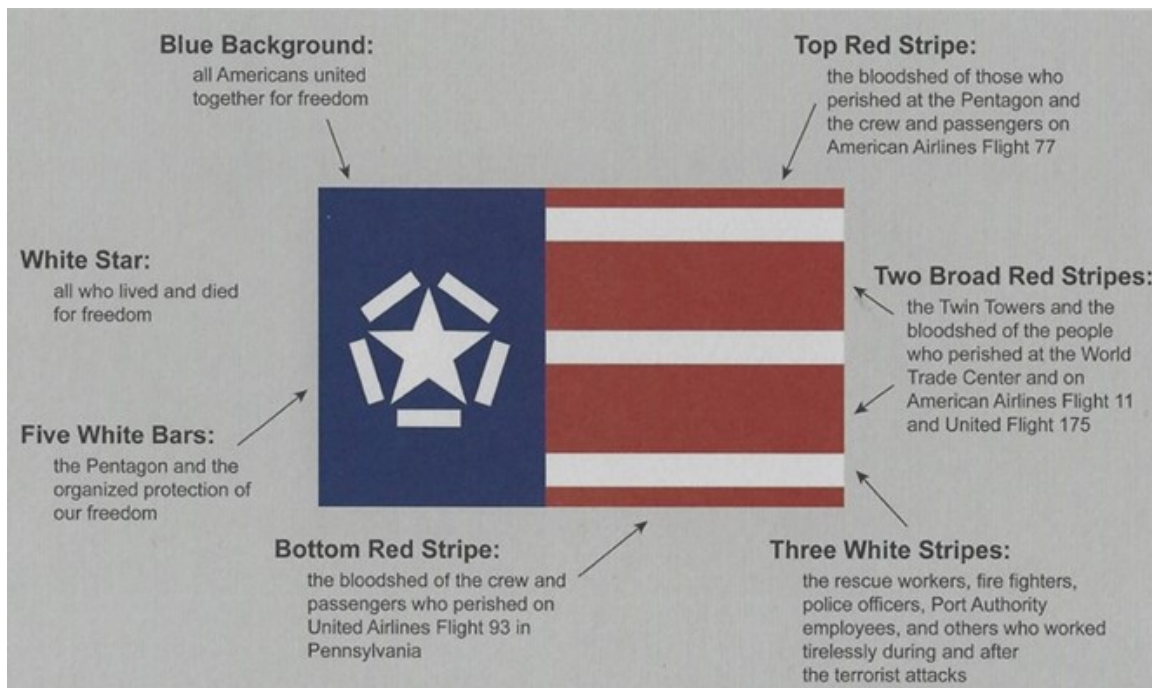 Blue Background:
all Americans united
together for freedom
Top Red Stripe:
the bloodshed of those who
perished at the Pentagon and
the crew and passengers on
American Airlines Flight 77
White Star:
all who lived and died
for freedom
Two Broad Red Stripes:
the Twin Towers and the
bloodshed of the people
who perished at the World
Trade Center and on
American Airlines Flight 11
and United Flight 175
Five White Bars:
the Pentagon and the
organized protection of
our freedom
Bottom Red Stripe:
the bloodshed of the crew and
passengers who perished on
United Airlines Flight 93 in
Pennsylvania
Three White Stripes:
the rescue workers, fire fighters,
police officers, Port Authority
employees, and others who worked
tirelessly during and after
the terrorist attacks